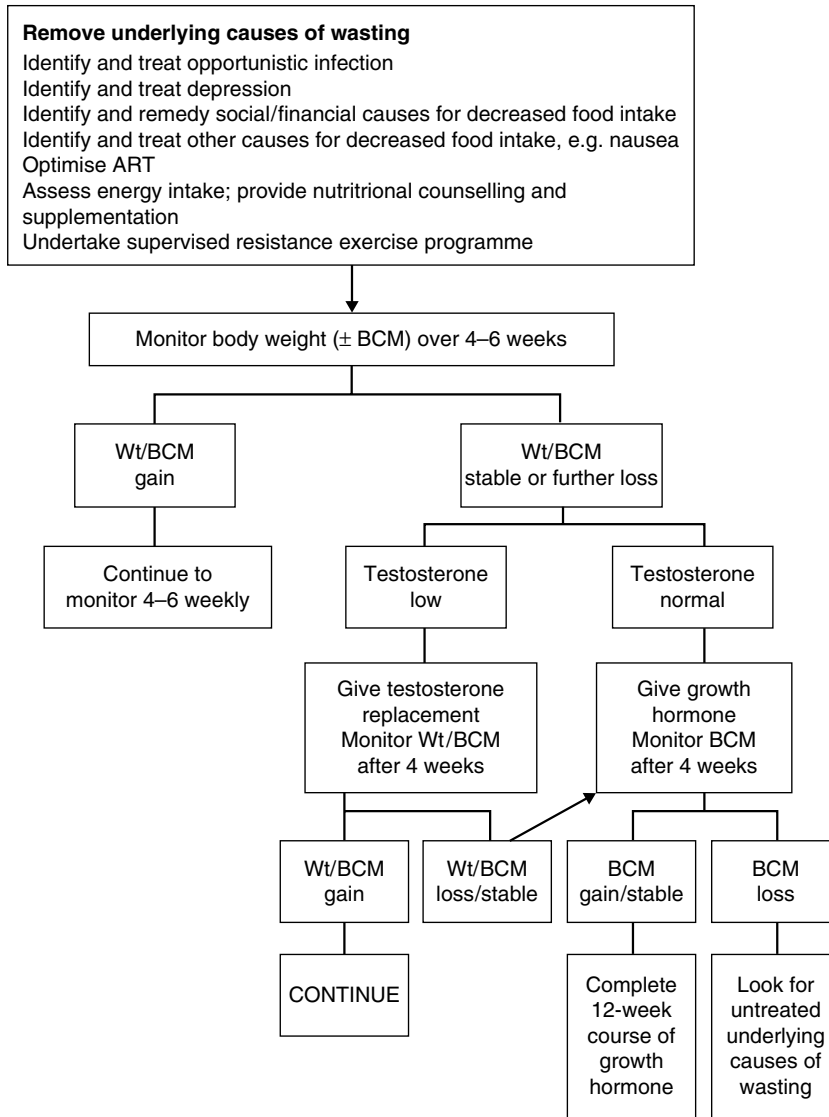 Remove underlying causes of wasting
Identify and treat opportunistic infection
Identify and treat depression
Identify and remedy social/financial causes for decreased food intake
Identify and treat other causes for decreased food intake, e.g. nausea
Optimise ART
Assess energy intake; provide nutritrional counselling and
supplementation
Undertake supervised resistance exercise programme
Monitor body weight (± BCM) over 4–6 weeks
Wt/BCM
gain
Wt/BCM
stable or further loss
Continue to
monitor 4–6 weekly
Testosterone
low
Testosterone
normal
Give testosterone
replacement
Monitor Wt/BCM
after 4 weeks
Give growth
hormone
Monitor BCM
after 4 weeks
Wt/BCM
gain
Wt/BCM
loss/stable
BCM
gain/stable
BCM
loss
CONTINUE
Complete
12-week
course of
growth
hormone
Look for
untreated
underlying
causes of
wasting